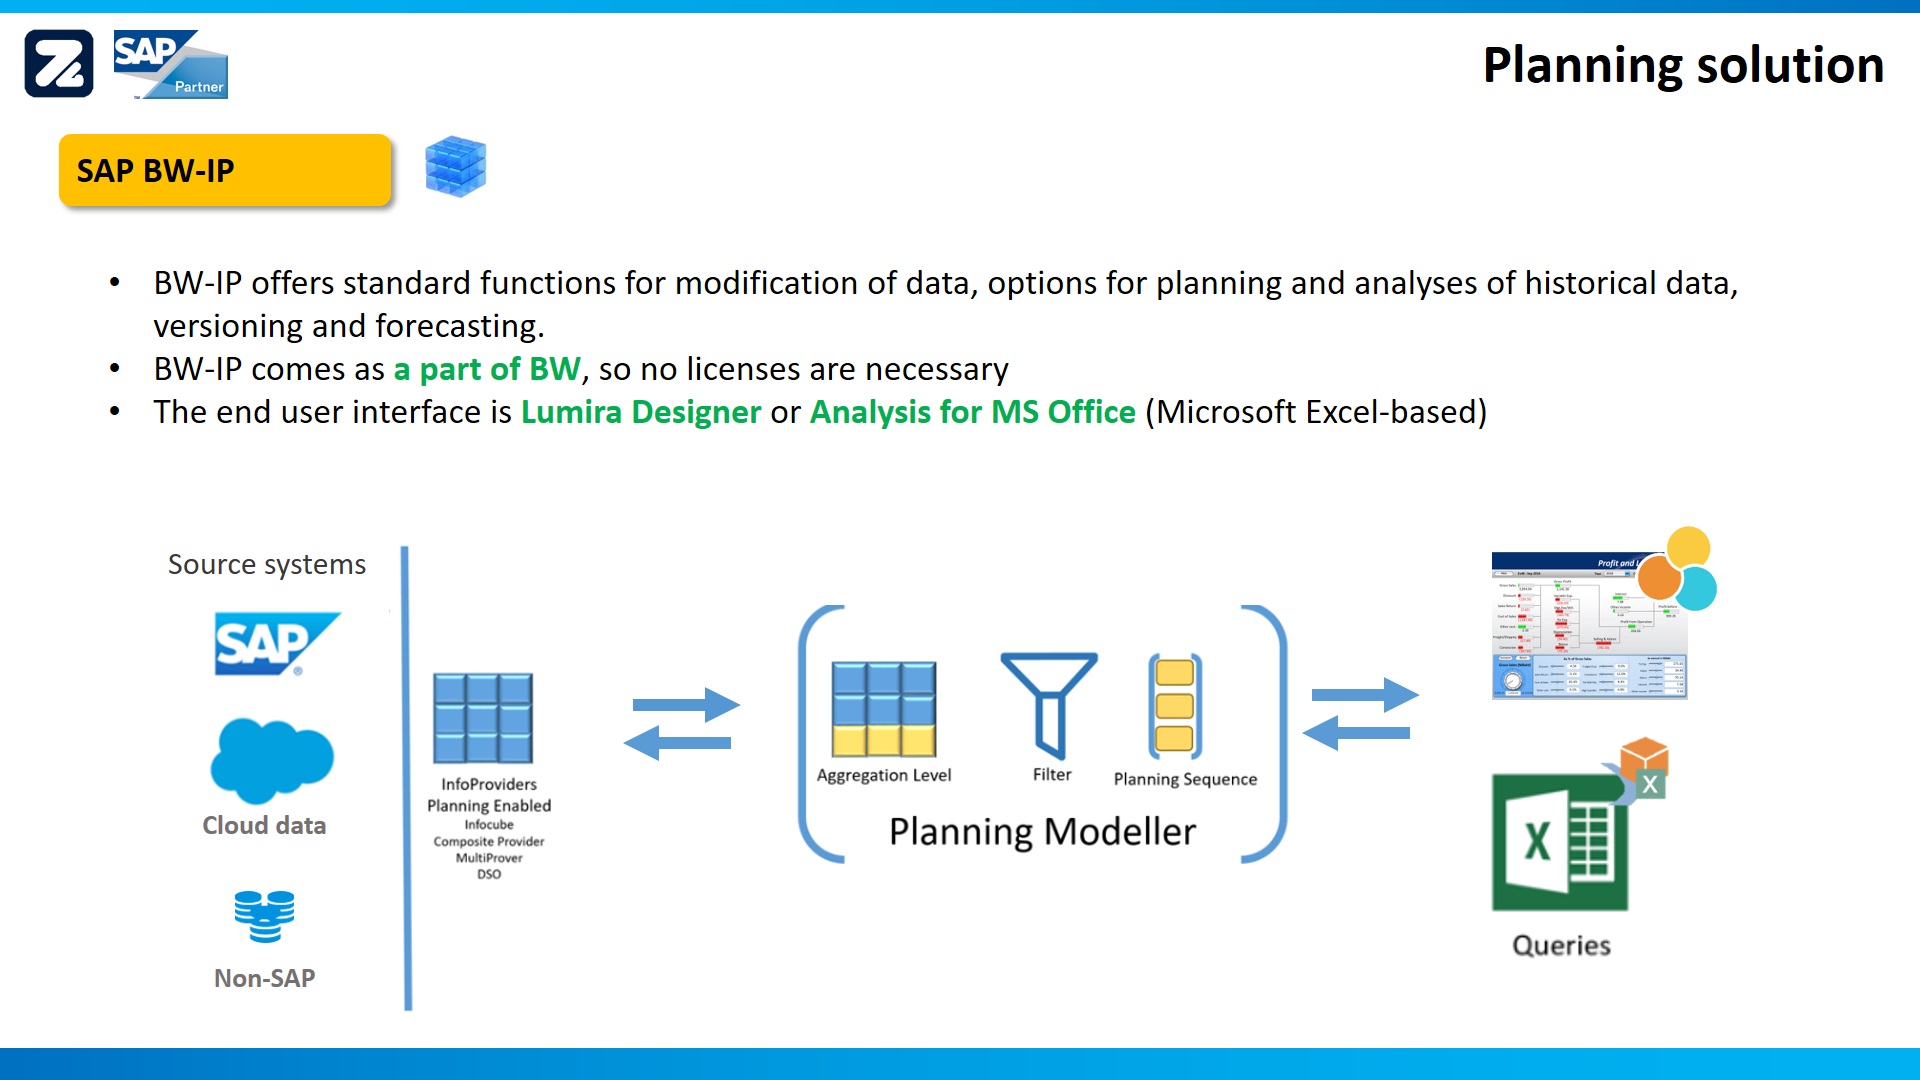 SAP
Partner
Planning solution
SAP BW-IP
• BW-IP offers standard functions for modification of data, options for planning and analyses of historical data,
versioning and forecasting.
• BW-IP comes as a part of BW, so no licenses are necessary
• The end user interface is Lumira Designer or Analysis for MS Office (Microsoft Excel-based)
Source systems
SAP
Cloud data
Non-SAP
InfoProviders
Planning Enabled
Infocube
Composite Provider
MultiProver
DSO
Aggregation Level
Filter
Planning Sequence
Planning Modeller
Profit and
X
X
Queries